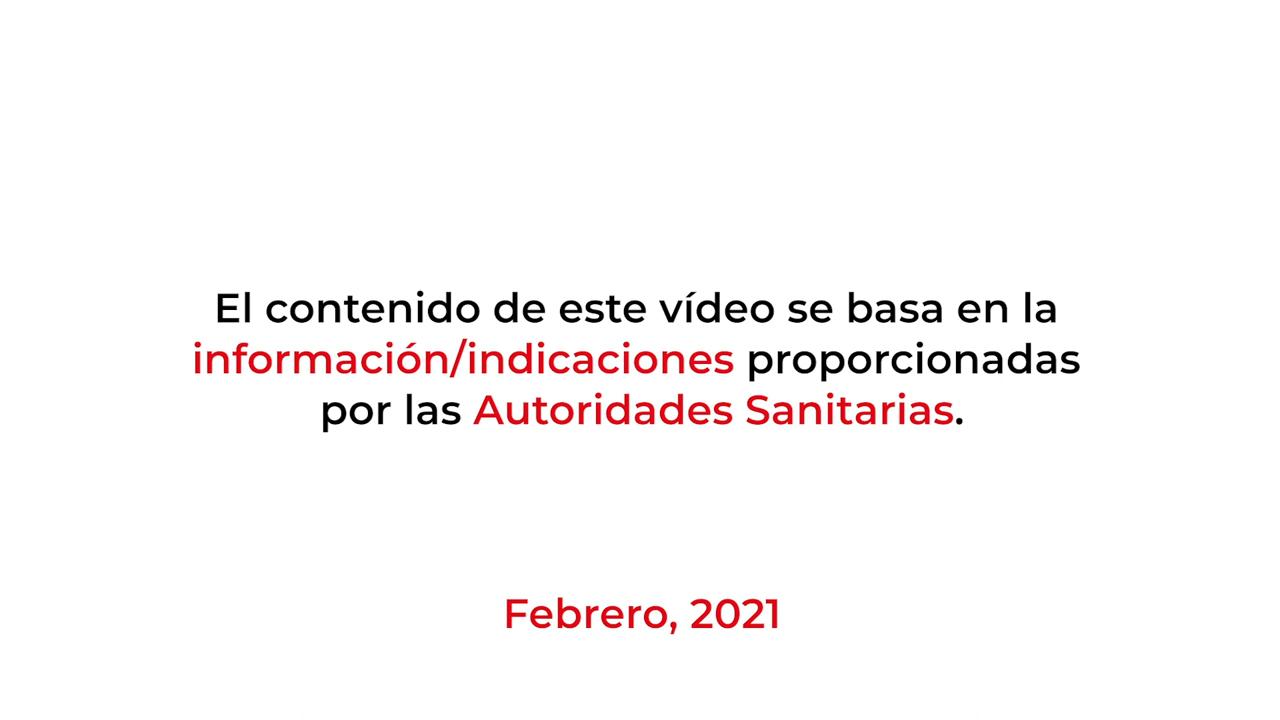 El contenido de este vídeo se basa en la
información/indicaciones proporcionadas
por las Autoridades Sanitarias.
Febrero, 2021